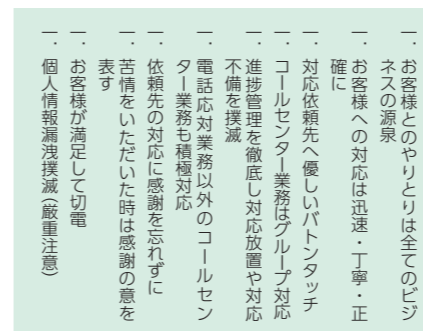 一．お客様とのやりとりは全てのビジ
ネスの源泉
一．お客様への対応は迅速・丁寧・正
確に
一．対応依頼先へ優しいバトンタッチ
一．コールセンター業務はグループ対応
一．進捗管理を徹底し対応放置や対応
不備を撲滅
一．電話応対業務以外のコールセン
ター業務も積極対応
一．依頼先の対応に感謝を忘れずに
一．苦情をいただいた時は感謝の意を
表す
一．お客様が満足して切電
一．個人情報漏洩撲滅（厳重注意）